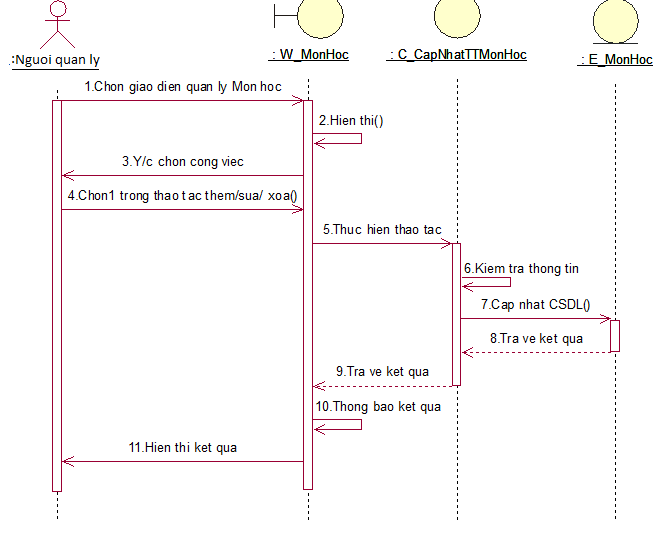 :Nguoi quan ly
: W_MonHoc
: C_CapNhatTTMonHoc
: E_MonHoc
1.Chon giao dien quan ly Mon hoc
2.Hien thi()
3.Y/c chon cong viec
4.Chon1 trong thao tac them/sua/ xoa()
5.Thuc hien thao tac
6.Kiem tra thong tin
7.Cap nhat CSDL()
8.Tra ve ket qua
9.Tra ve ket qua
10.Thong bao ket qua
11.Hien thi ket qua